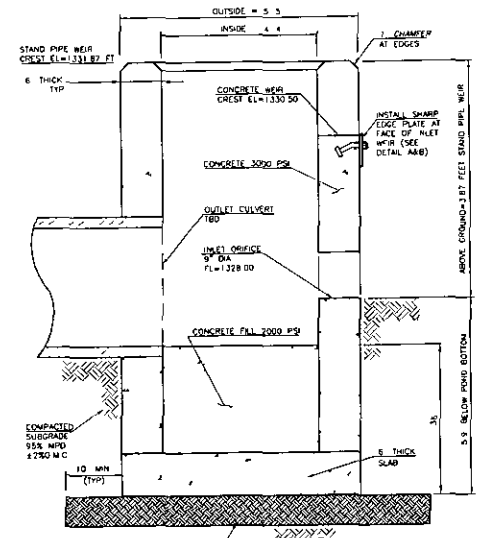 OUTSIDE = 5 5
INSIDE 4 4
1 CHAMFER
AT EDGES
STAND PIPE WEIR
CREST EL=1331.87 FT
6 THICK
TYP
CONCRETE WEIR
CREST EL=1330.50
INSTALL SHARP
EDGE PLATE AT
FACE OF INLET
WEIR (SEE
DETAIL A&B)
CONCRETE 3000 PSI
ABOVE GROUND=3.87 FEET STAND PIPE WEIR
OUTLET CULVERT
TBD
INLET ORIFICE
9" DIA
FL=1328.00
CONCRETE FILL 2000 PSI
COMPACTED
SUBGRADE
95% MPD
±2%O M C
10 MIN
(TYP)
6 THICK
SLAB
5.9 BELOW POND BOTTOM